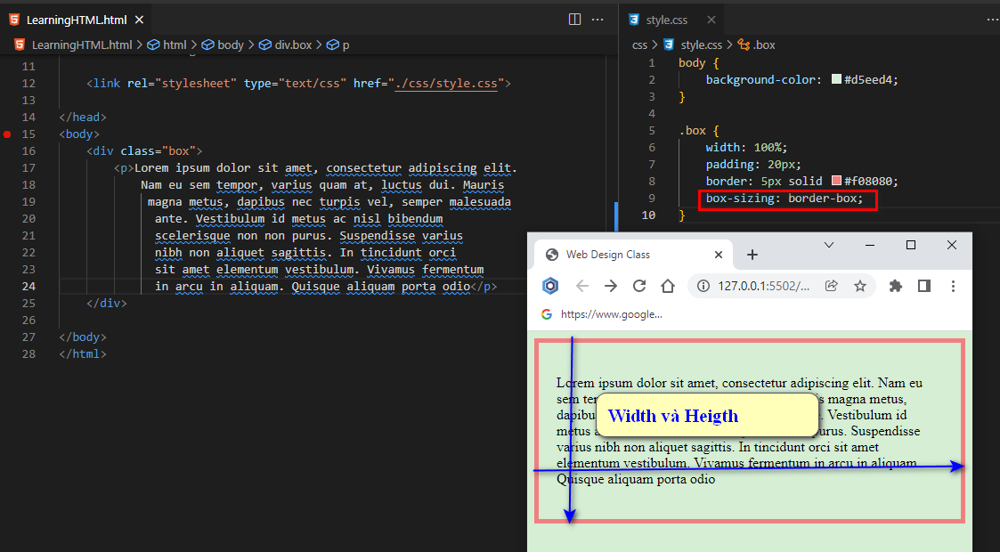 LearningHTML.html
LearningHTML.html > html > body > div.box > p
11
12 <link rel="stylesheet" type="text/css" href="./css/style.css">
13
14 </head>
15 <body>
16 <div class="box">
17 <p>Lorem ipsum dolor sit amet, consectetur adipiscing elit.
18 Nam eu sem tempor, varius quam at, luctus dui. Mauris
19 magna metus, dapibus nec turpis vel, semper malesuada
20 ante. Vestibulum id metus ac nisl bibendum
21 scelerisque non non purus. Suspendisse varius
22 nibh non aliquet sagittis. In tincidunt orci
23 sit amet elementum vestibulum. Vivamus fermentum
24 in arcu in aliquam. Quisque aliquam porta odio</p>
25 </div>
26
27 </body>
28 </html>
style.css
css > style.css > .box
1 body {
2 background-color: #d5eed4;
3 }
4
5 .box {
6 width: 100%;
7 padding: 20px;
8 border: 5px solid #f08080;
9 box-sizing: border-box;
10 }
Web Design Class
127.0.0.1:5502/...
https://www.google...
Lorem ipsum dolor sit amet, consectetur adipiscing elit. Nam eu
sem magna metus,
Vestibulum id
metus purus. Suspendisse
varius nibh non aliquet sagittis. In tincidunt orci sit amet
elementum vestibulum. Vivamus fermentum in arcu in aliquam.
Quisque aliquam porta odio
Width và Heigth